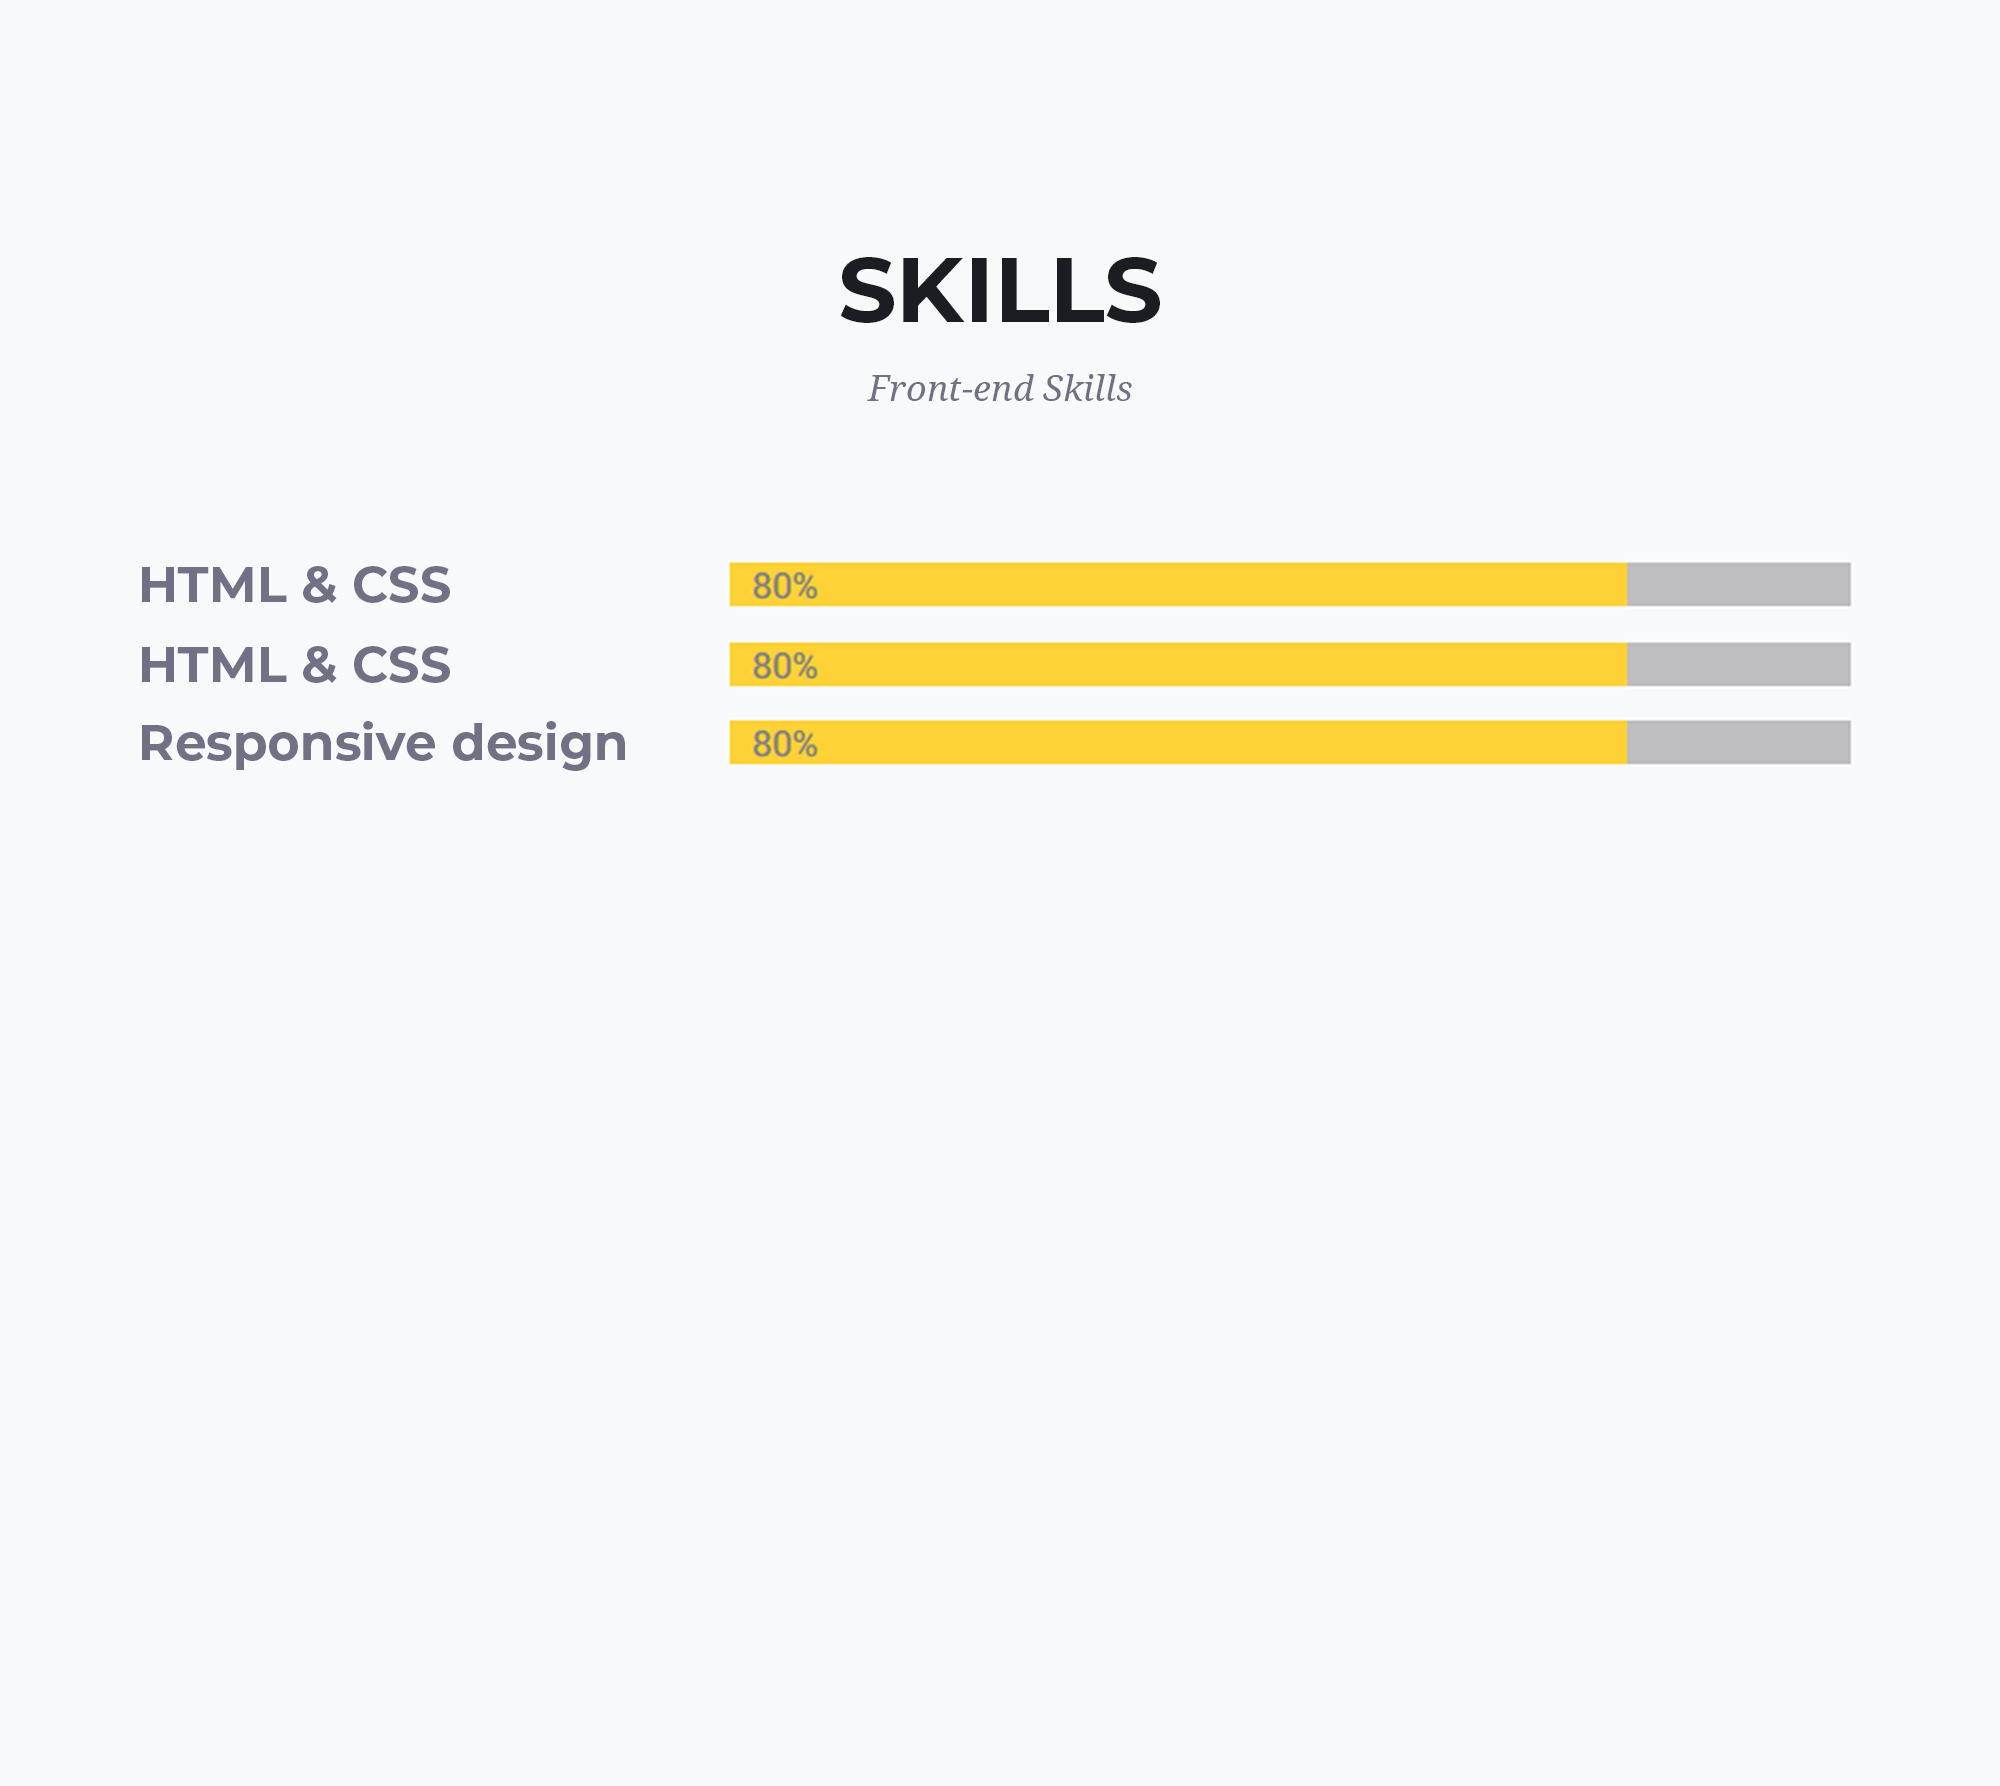 SKILLS
Front-end Skills
HTML & CSS 80%
HTML & CSS 80%
Responsive design 80%